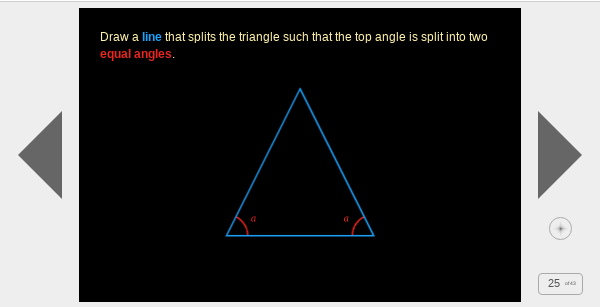 Draw a line that splits the triangle such that the top angle is split into two
equal angles.
a a
25 of 43